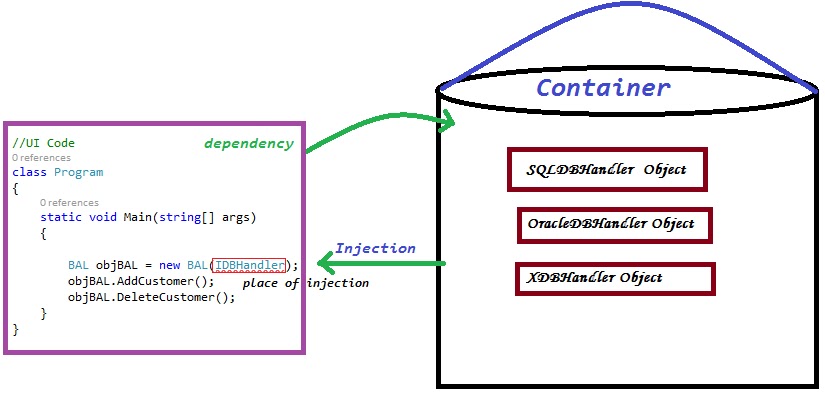 //UI Code
dependency
0 references
class Program
{
0 references
static void Main(string[] args)
{
BAL objBAL = new BAL(IDBHandler);
objBAL.AddCustomer();
place of injection
objBAL.DeleteCustomer();
}
}
Injection
Container
SQLDBHandler Object
OracleDBHandler Object
XDBHandler Object